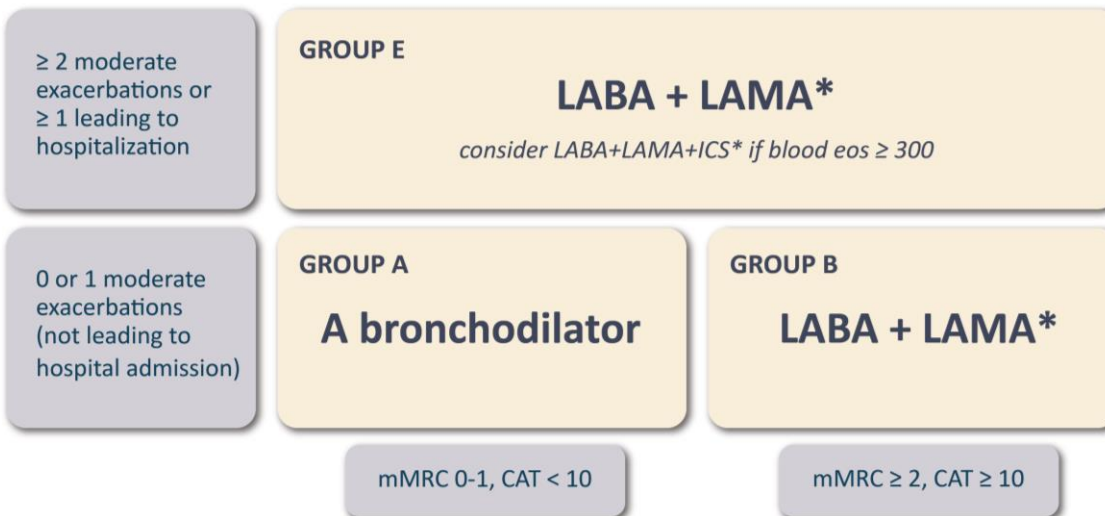 ≥ 2 moderate
exacerbations or
≥ 1 leading to
hospitalization
GROUP E
LABA + LAMA*
consider LABA+LAMA+ICS* if blood eos ≥ 300
0 or 1 moderate
exacerbations
(not leading to
hospital admission)
GROUP A
A bronchodilator
GROUP B
LABA + LAMA*
mMRC 0-1, CAT < 10
mMRC ≥ 2, CAT ≥ 10